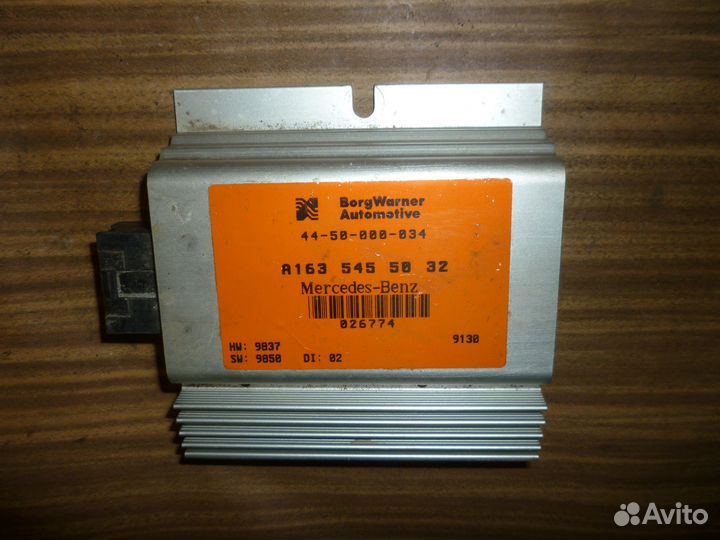 BorgWarner
Automotive
44-50-000-034
A163 545 50 32
Mercedes-Benz
026774
9130
HW: 9837
SW: 9850 DI: 02
Avito